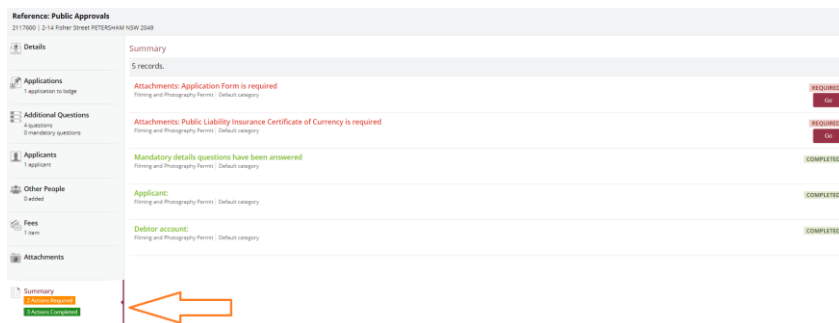 Reference: Public Approvals
2117600 | 2-14 Fisher Street PETERSHAM NSW 2049
Details
Applications
1 application to lodge
Additional Questions
4 questions
0 mandatory questions
Applicants
1 applicant
Other People
0 added
Fees
1 item
Attachments
Summary
2 Actions Required
3 Actions Completed
Summary
5 records.
Attachments: Application Form is required
Filming and Photography Permit | Default category
REQUIRED
Go
Attachments: Public Liability Insurance Certificate of Currency is required
Filming and Photography Permit | Default category
REQUIRED
Go
Mandatory details questions have been answered
Filming and Photography Permit | Default category
COMPLETED
Applicant:
Filming and Photography Permit | Default category
COMPLETED
Debtor account:
Filming and Photography Permit | Default category
COMPLETED